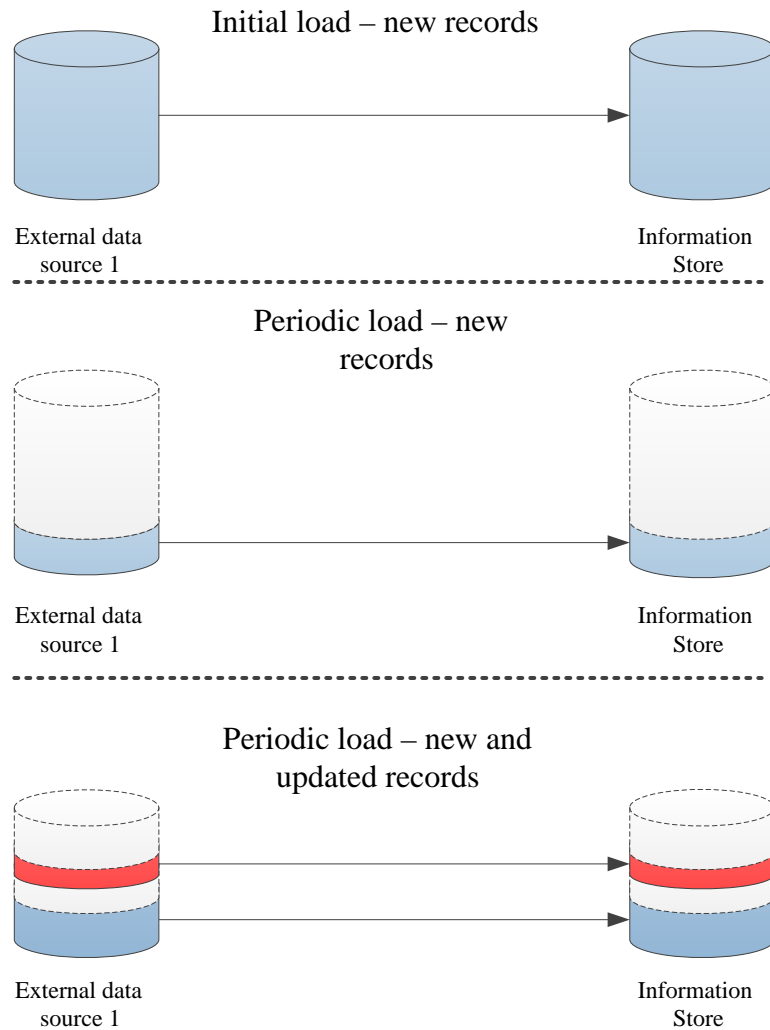 Initial load – new records
External data
source 1
Information
Store
Periodic load – new
records
External data
source 1
Information
Store
Periodic load – new and
updated records
External data
source 1
Information
Store